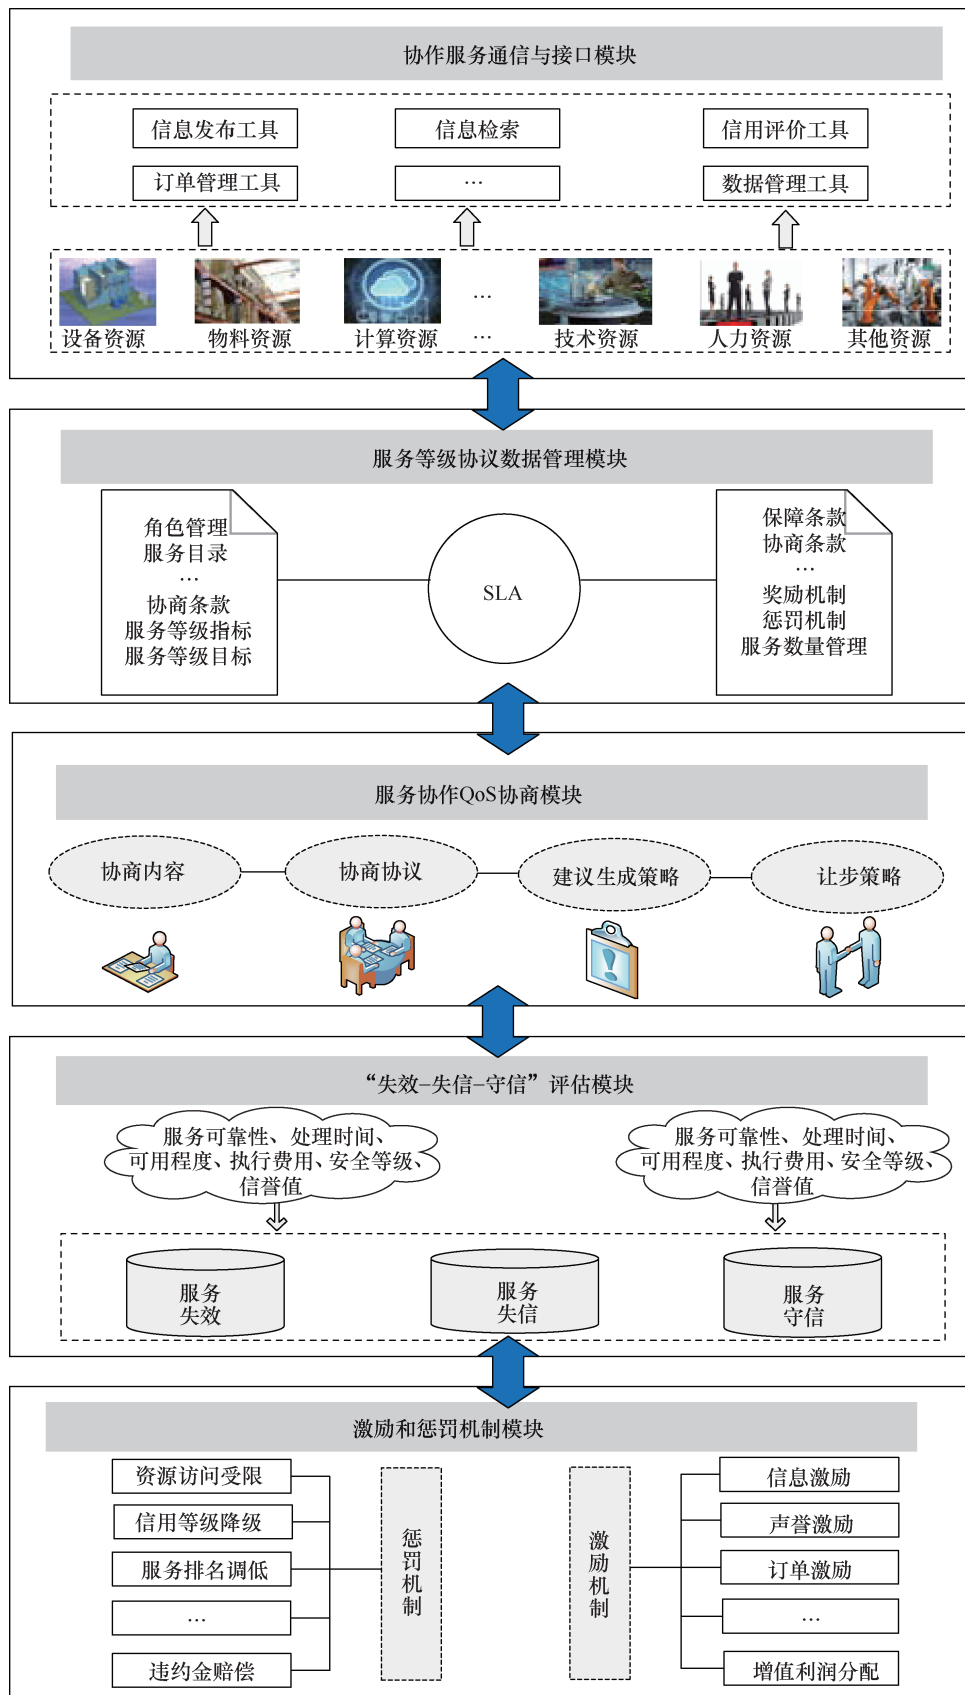 协作服务通信与接口模块
信息发布工具
信息检索
信用评价工具
订单管理工具
…
数据管理工具
…
设备资源
物料资源
计算资源
…
技术资源
人力资源
其他资源
服务等级协议数据管理模块
角色管理
服务目录
…
协商条款
服务等级指标
服务等级目标
SLA
保障条款
协商条款
…
奖励机制
惩罚机制
服务数量管理
服务协作QoS协商模块
协商内容
协商协议
建议生成策略
让步策略
“失效–失信–守信”评估模块
服务可靠性、处理时间、
可用程度、执行费用、安全等级、
信誉值
服务可靠性、处理时间、
可用程度、执行费用、安全等级、
信誉值
服务
失效
服务
失信
服务
守信
激励和惩罚机制模块
资源访问受限
信用等级降级
服务排名调低
…
违约金赔偿
惩罚机制
激励机制
信息激励
声誉激励
订单激励
…
增值利润分配